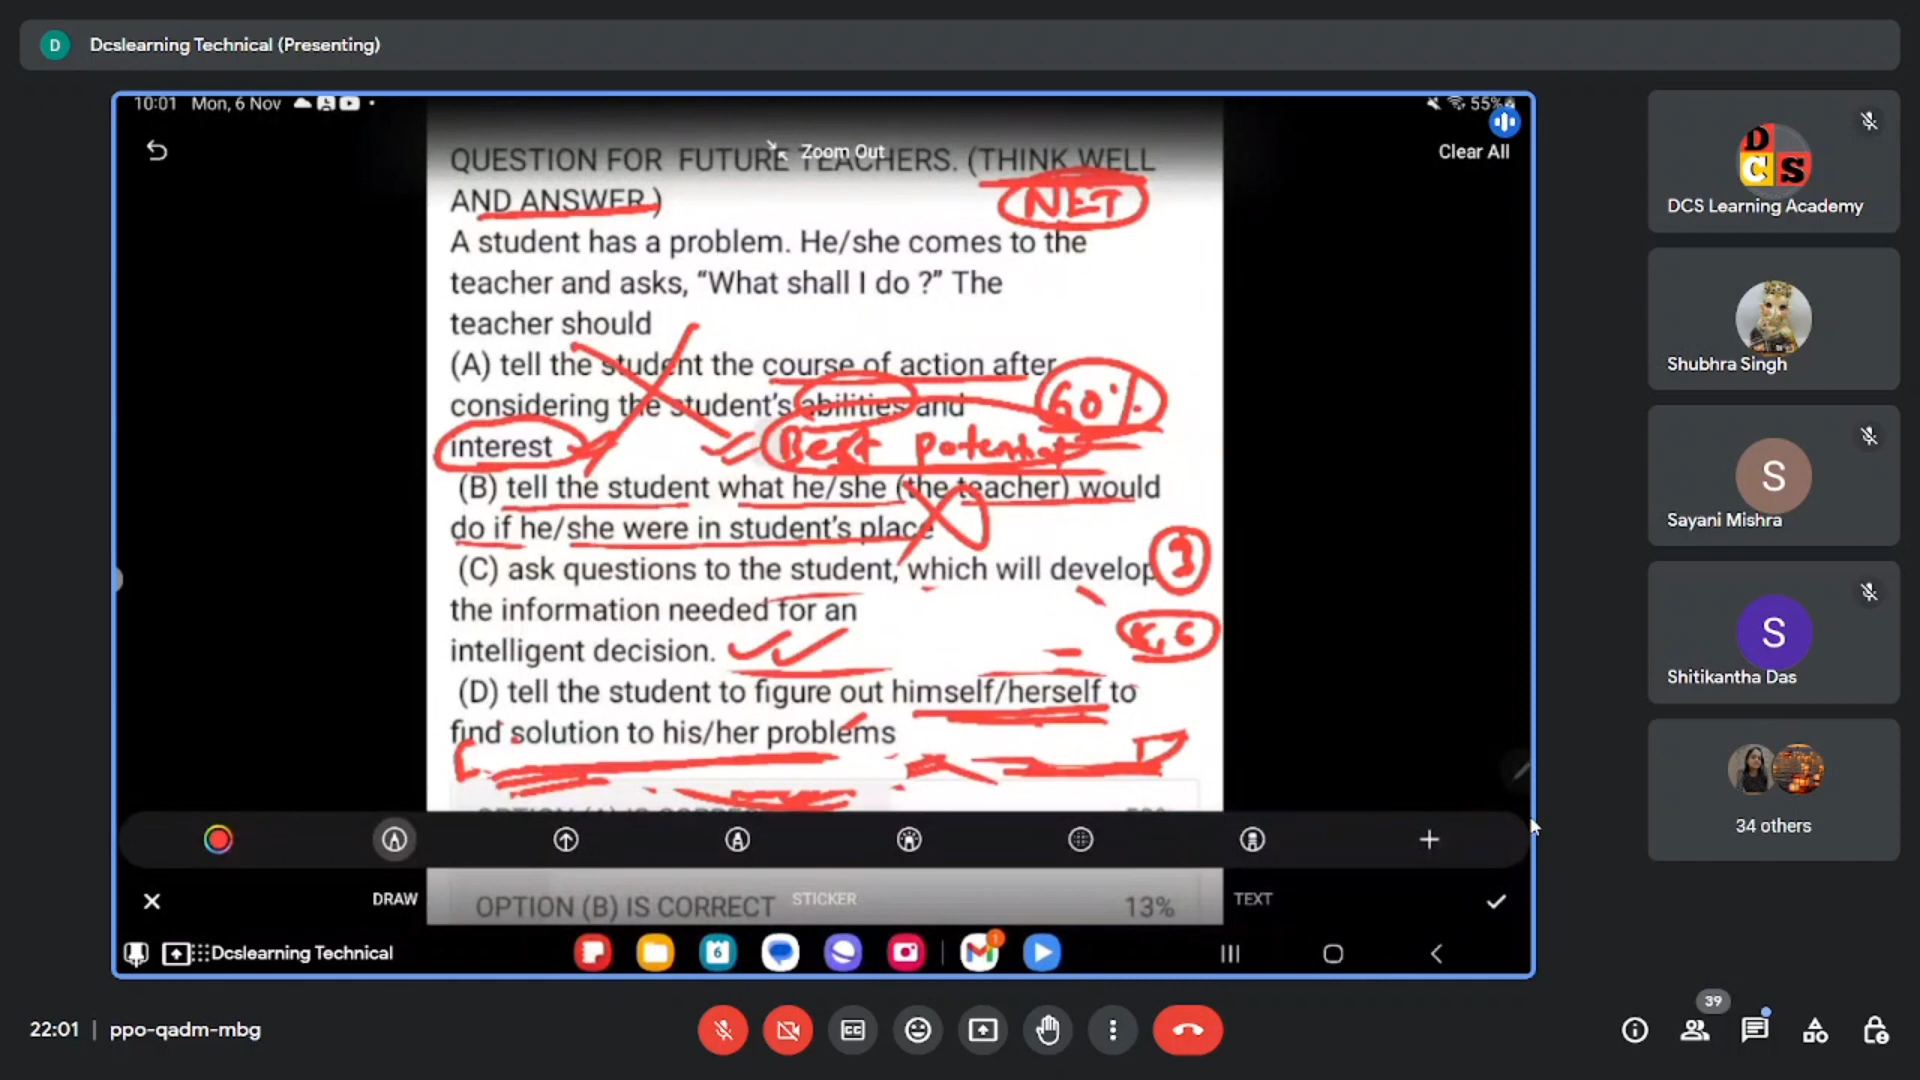 D Dcslearning Technical (Presenting)
10:01 Mon, 6 Nov
55%
Zoom Out
Clear All
QUESTION FOR FUTURE TEACHERS. (THINK WELL
AND ANSWER.)
NET
A student has a problem. He/she comes to the
teacher and asks, “What shall I do ?” The
teacher should
(A) tell the student the course of action after
considering the student's abilities and
60%
interest
Best potential
(B) tell the student what he/she (the teacher) would
do if he/she were in student's place
(C) ask questions to the student, which will develop
3
the information needed for an
intelligent decision.
(D) tell the student to figure out himself/herself to
find solution to his/her problems
DRAW
STICKER
TEXT
OPTION (B) IS CORRECT 13%
Dcslearning Technical
6
1
DCS
DCS Learning Academy
Shubhra Singh
S
Sayani Mishra
S
Shitikantha Das
34 others
22:01 | ppo-qadm-mbg
39